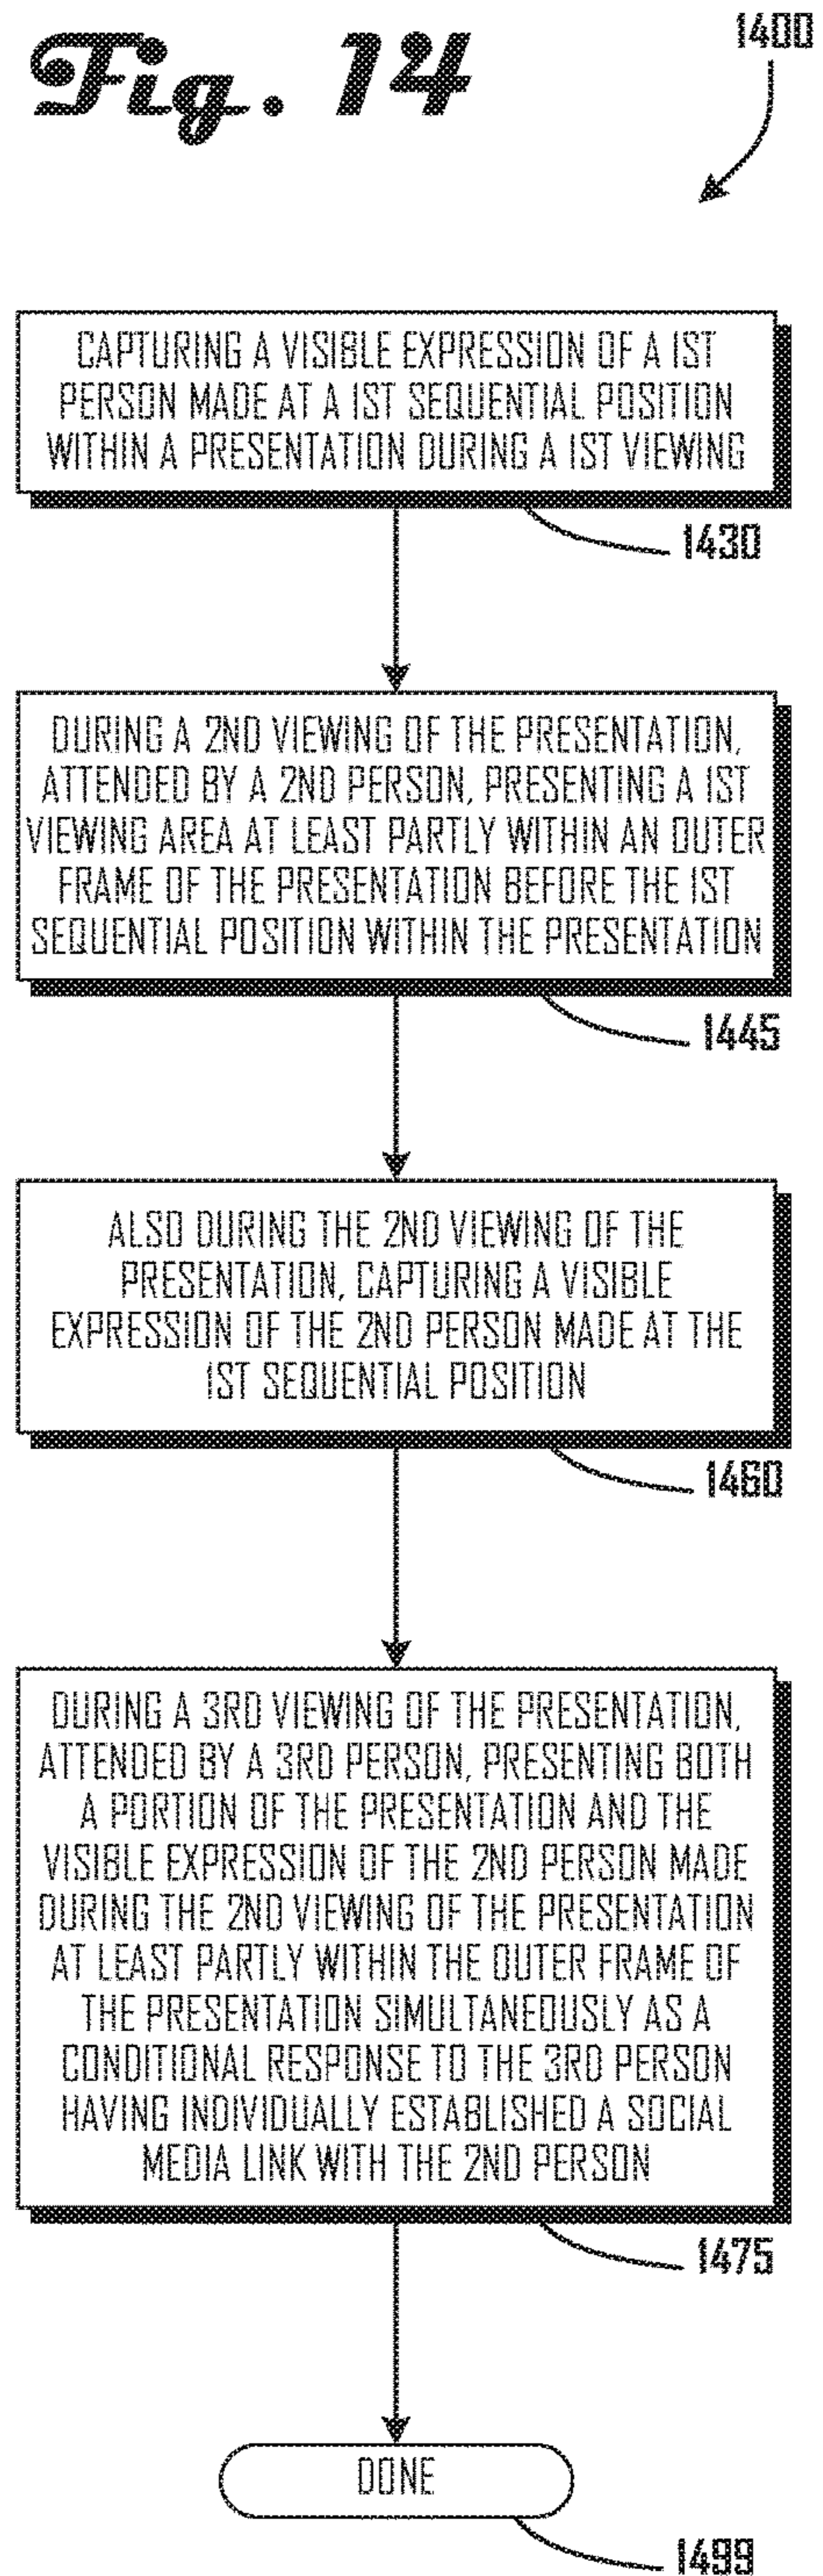 Fig. 14
1400
CAPTURING A VISIBLE EXPRESSION OF A 1ST
PERSON MADE AT A 1ST SEQUENTIAL POSITION
WITHIN A PRESENTATION DURING A 1ST VIEWING
1430
DURING A 2ND VIEWING OF THE PRESENTATION,
ATTENDED BY A 2ND PERSON, PRESENTING A 1ST
VIEWING AREA AT LEAST PARTLY WITHIN AN OUTER
FRAME OF THE PRESENTATION BEFORE THE 1ST
SEQUENTIAL POSITION WITHIN THE PRESENTATION
1445
ALSO DURING THE 2ND VIEWING OF THE
PRESENTATION, CAPTURING A VISIBLE
EXPRESSION OF THE 2ND PERSON MADE AT THE
1ST SEQUENTIAL POSITION
1460
DURING A 3RD VIEWING OF THE PRESENTATION,
ATTENDED BY A 3RD PERSON, PRESENTING BOTH
A PORTION OF THE PRESENTATION AND THE
VISIBLE EXPRESSION OF THE 2ND PERSON MADE
DURING THE 2ND VIEWING OF THE PRESENTATION
AT LEAST PARTLY WITHIN THE OUTER FRAME OF
THE PRESENTATION SIMULTANEOUSLY AS A
CONDITIONAL RESPONSE TO THE 3RD PERSON
HAVING INDIVIDUALLY ESTABLISHED A SOCIAL
MEDIA LINK WITH THE 2ND PERSON
1475
DONE
1499